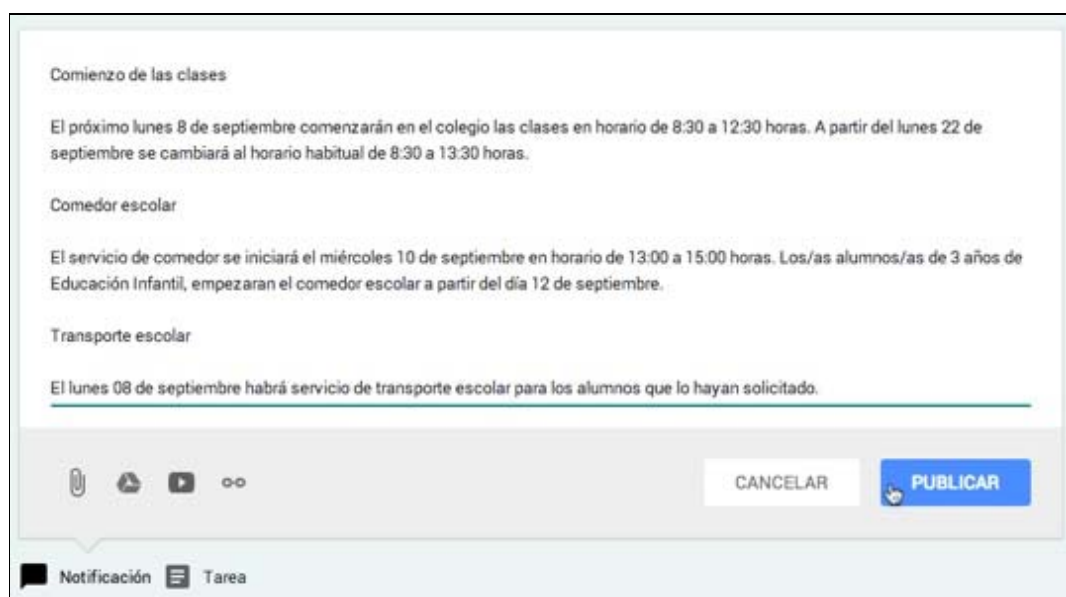 Comienzo de las clases
El próximo lunes 8 de septiembre comenzarán en el colegio las clases en horario de 8:30 a 12:30 horas. A partir del lunes 22 de
septiembre se cambiará al horario habitual de 8:30 a 13:30 horas.
Comedor escolar
El servicio de comedor se iniciará el miércoles 10 de septiembre en horario de 13:00 a 15:00 horas. Los/as alumnos/as de 3 años de
Educación Infantil, empezaran el comedor escolar a partir del día 12 de septiembre.
Transporte escolar
El lunes 08 de septiembre habrá servicio de transporte escolar para los alumnos que lo hayan solicitado.
CANCELAR PUBLICAR
Notificación Tarea